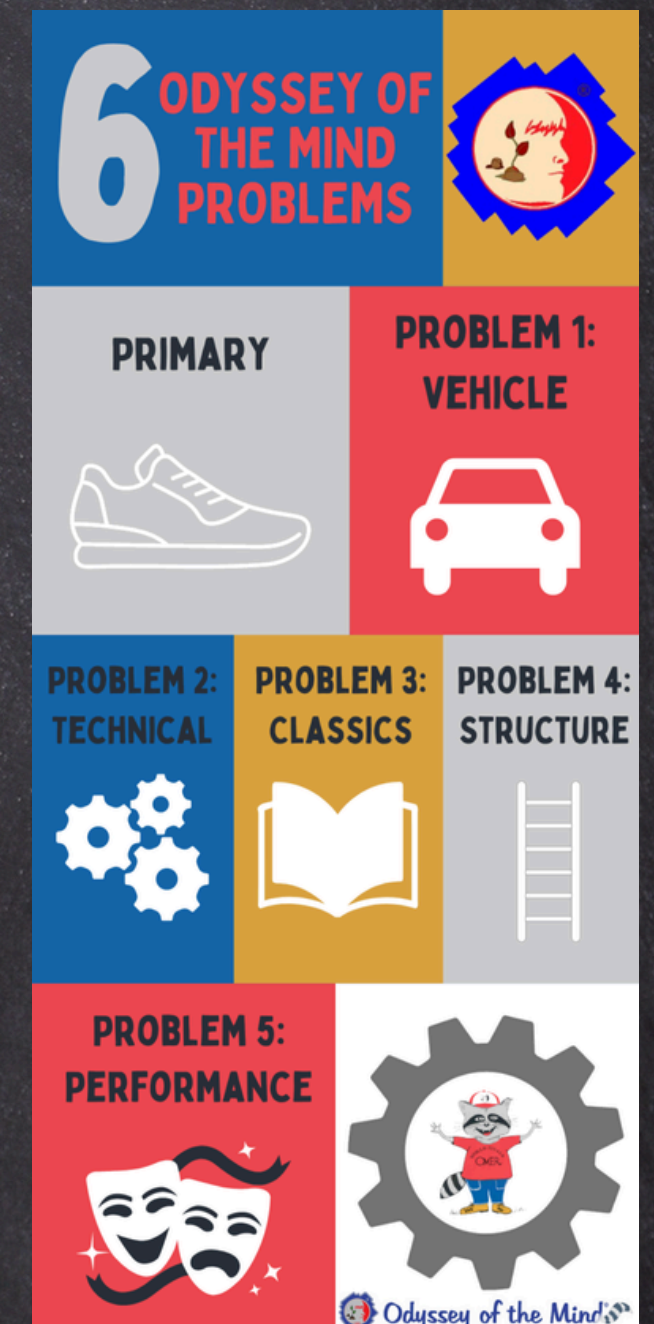 6
ODYSSEY OF
THE MIND
PROBLEMS
PRIMARY
PROBLEM 1:
VEHICLE
PROBLEM 2:
TECHNICAL
PROBLEM 3:
CLASSICS
PROBLEM 4:
STRUCTURE
PROBLEM 5:
PERFORMANCE
OMER
Odyssey of the Mind